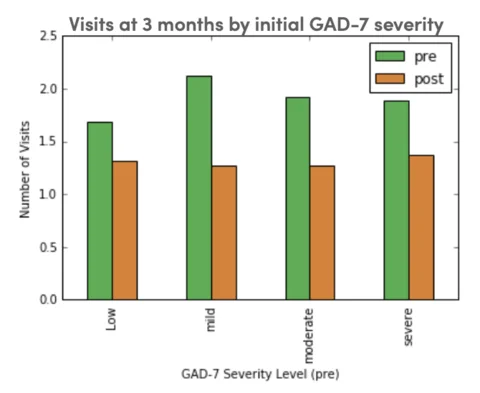 Visits at 3 months by initial GAD-7 severity
2.5
2.0
1.5
1.0
0.5
0.0
Number of Visits
pre
post
Low
mild
moderate
severe
GAD-7 Severity Level (pre)